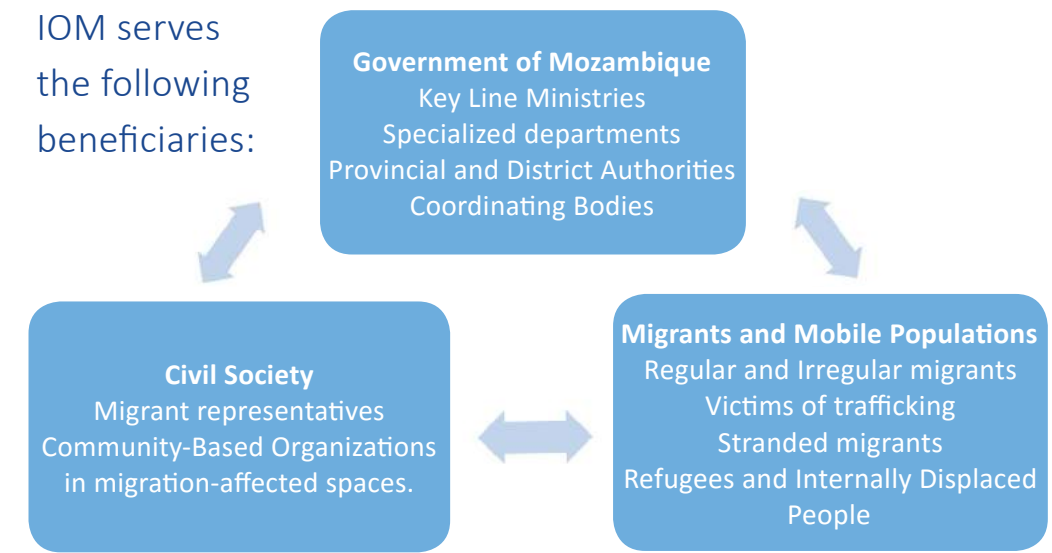 IOM serves
the following
beneficiaries:
Government of Mozambique
Key Line Ministries
Specialized departments
Provincial and District Authorities
Coordinating Bodies
Civil Society
Migrant representatives
Community-Based Organizations
in migration-affected spaces.
Migrants and Mobile Populations
Regular and Irregular migrants
Victims of trafficking
Stranded migrants
Refugees and Internally Displaced
People